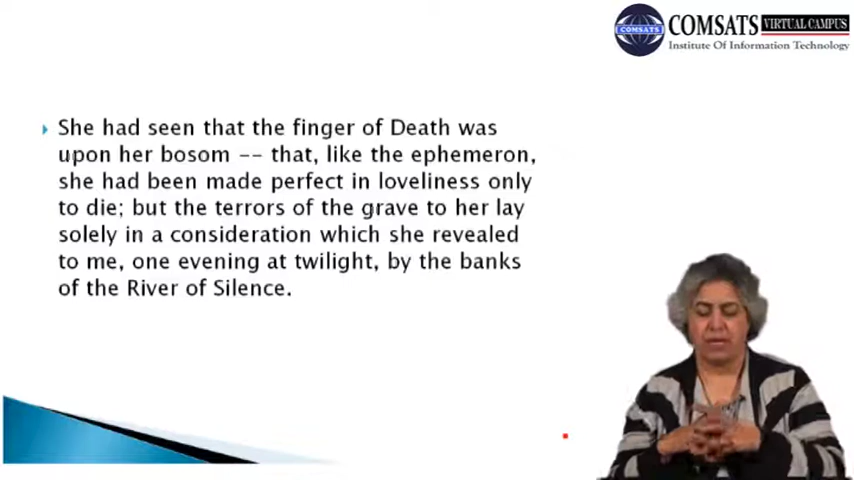 COMSATS VIRTUAL CAMPUS
Institute Of Information Technology
COMSATS
She had seen that the finger of Death was
upon her bosom -- that, like the ephemeron,
she had been made perfect in loveliness only
to die; but the terrors of the grave to her lay
solely in a consideration which she revealed
to me, one evening at twilight, by the banks
of the River of Silence.